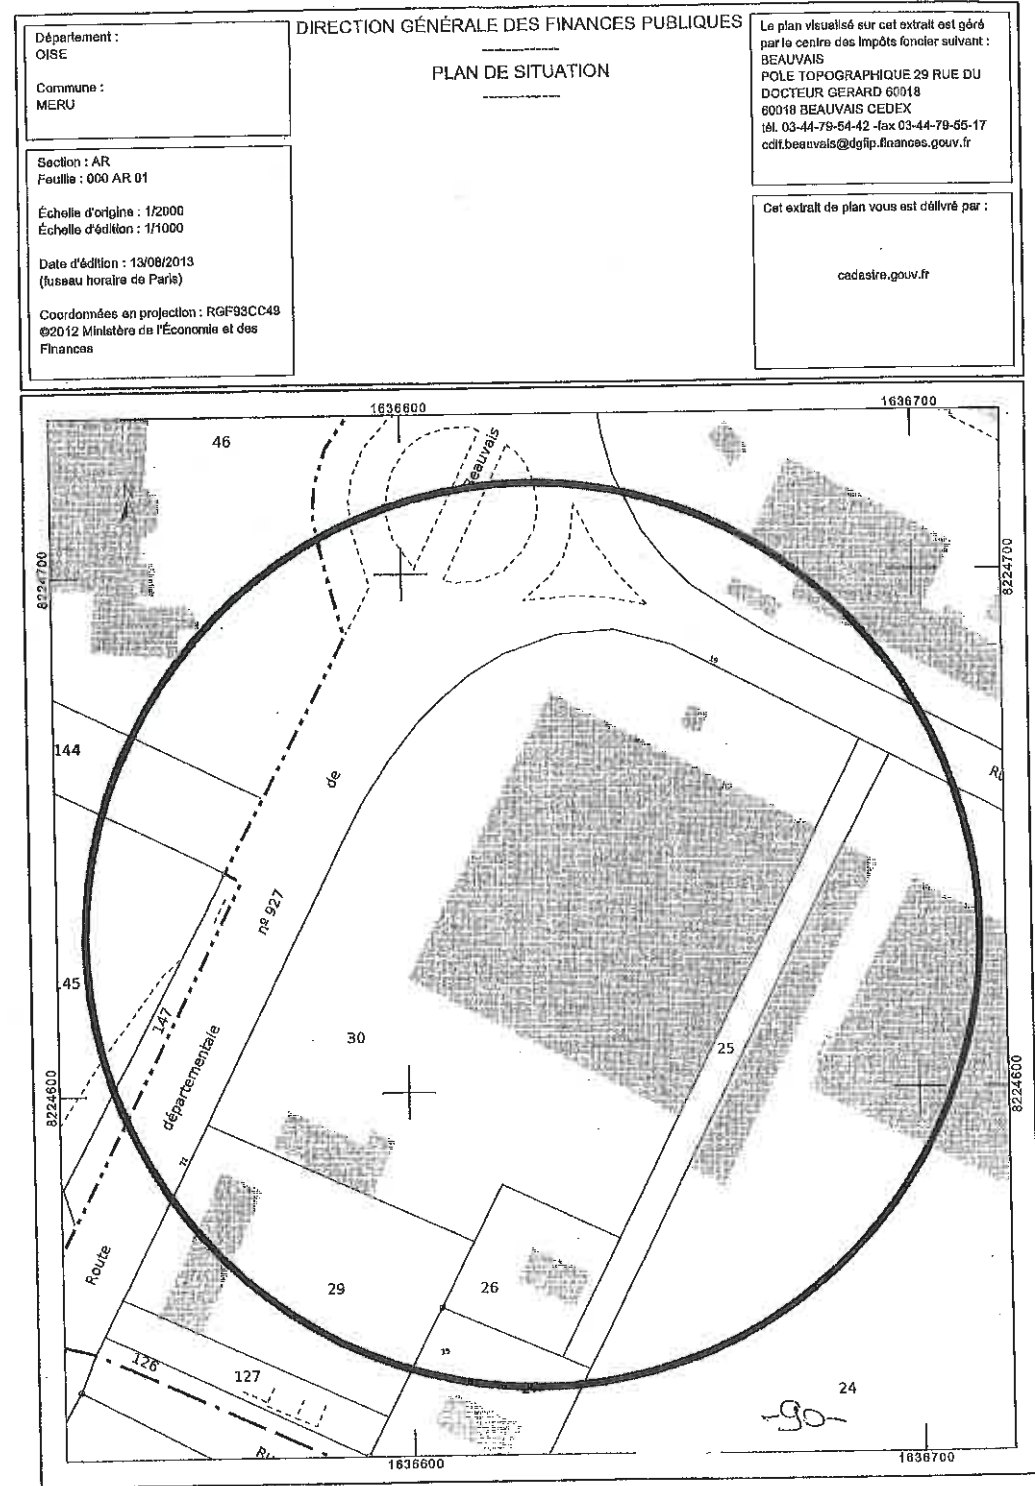 Département :
OISE
Commune :
MERU
DIRECTION GÉNÉRALE DES FINANCES PUBLIQUES
PLAN DE SITUATION
Le plan visualisé sur cet extrait est géré
par le centre des impôts foncier suivant :
BEAUVAIS
POLE TOPOGRAPHIQUE 29 RUE DU
DOCTEUR GERARD 60018
60018 BEAUVAIS CEDEX
tél. 03-44-79-54-42 -fax 03-44-79-55-17
cdif.beauvais@dgfip.finances.gouv.fr
Section : AR
Feuille : 000 AR 01
Échelle d'origine : 1/2000
Échelle d'édition : 1/1000
Date d'édition : 13/08/2013
(fuseau horaire de Paris)
Coordonnées en projection : RGF93CC49
©2012 Ministère de l'Économie et des
Finances
Cet extrait de plan vous est délivré par :
cadastre.gouv.fr
1636600
1636700
46
Beauvais
8224700
8224700
144
de
Ru
nº 927
45
147
30
25
départementale
8224600
8224600
Route
29
26
126
127
24
-90-
Ru
1636600
1636700